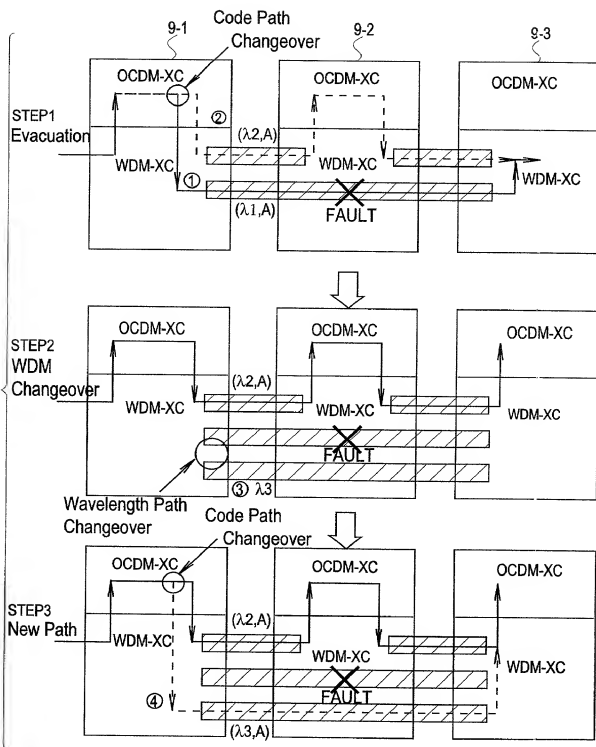 Code Path
Changeover
9-1
9-2
9-3
OCDM-XC
OCDM-XC
OCDM-XC
STEP1
Evacuation
②
(λ2,A)
WDM-XC
WDM-XC
WDM-XC
①
(λ1,A)
FAULT
STEP2
WDM
Changeover
OCDM-XC
OCDM-XC
OCDM-XC
(λ2,A)
WDM-XC
WDM-XC
WDM-XC
FAULT
③ λ3
Wavelength Path
Changeover
Code Path
Changeover
STEP3
New Path
OCDM-XC
OCDM-XC
OCDM-XC
(λ2,A)
WDM-XC
WDM-XC
WDM-XC
FAULT
④
(λ3,A)